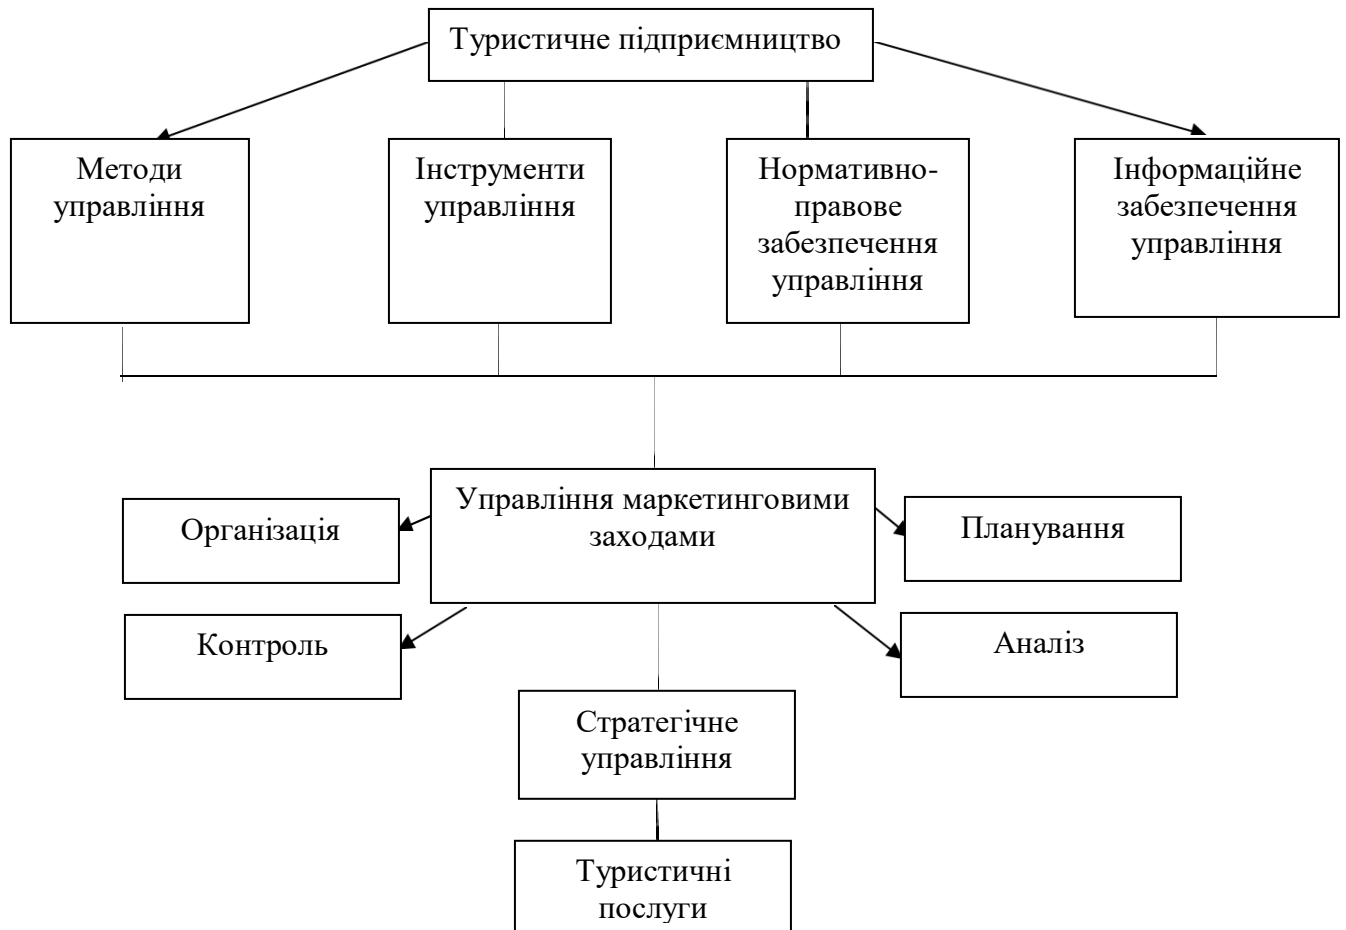 Туристичне підприємництво
Методи
управління
Інструменти
управління
Нормативно-
правове
забезпечення
управління
Інформаційне
забезпечення
управління
Управління маркетинговими
заходами
Організація
Планування
Контроль
Аналіз
Стратегічне
управління
Туристичні
послуги